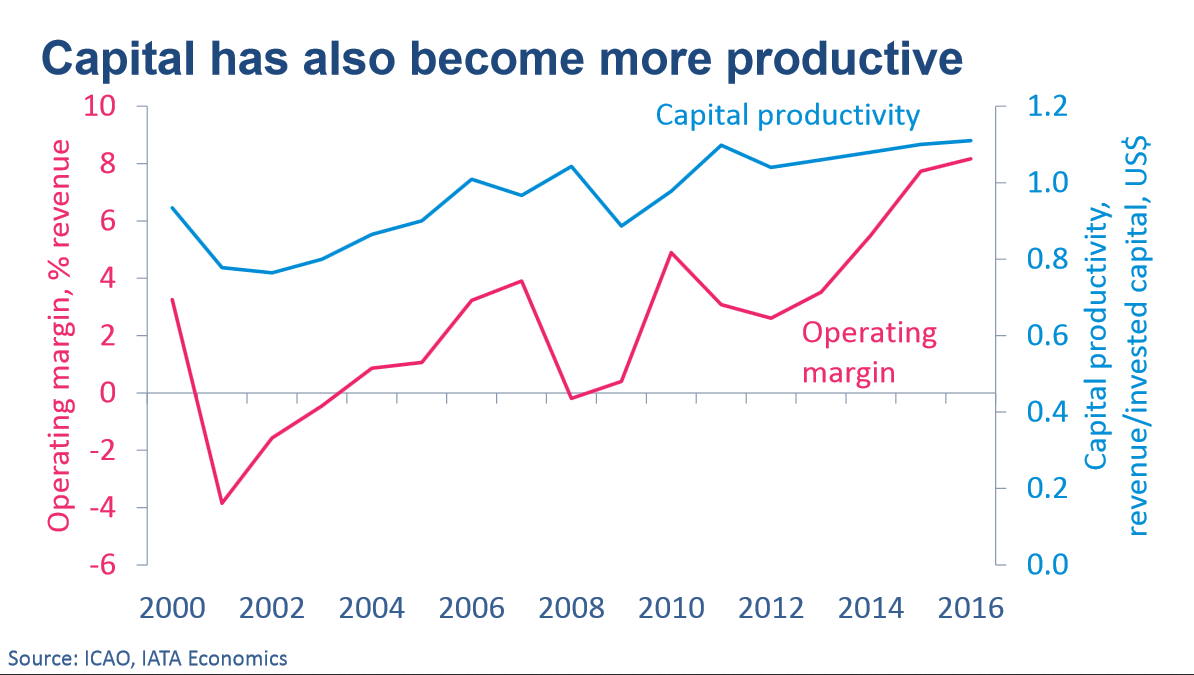 Capital has also become more productive
Operating margin, % revenue
10
8
6
4
2
0
-2
-4
-6
Capital productivity
Operating
margin
1.2
1.0
0.8
0.6
0.4
0.2
0.0
Capital productivity,
revenue/invested capital, US$
2000 2002 2004 2006 2008 2010 2012 2014 2016
Source: ICAO, IATA Economics